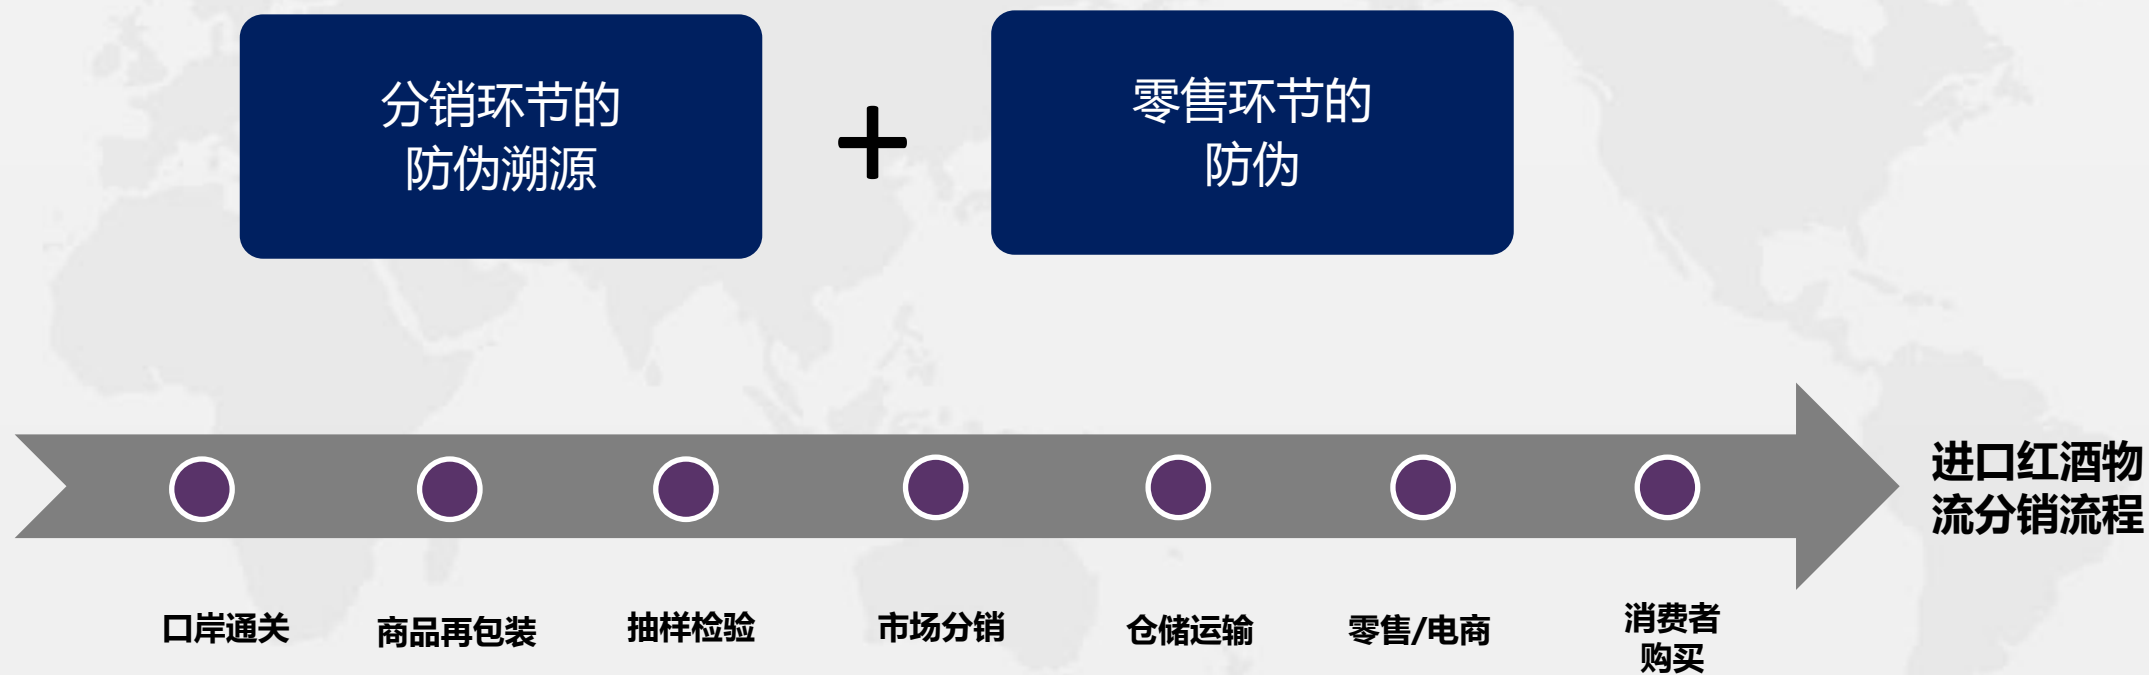 分销环节的
防伪溯源
+
零售环节的
防伪
进口红酒物
流分销流程
口岸通关
商品再包装
抽样检验
市场分销
仓储运输
零售/电商
消费者
购买